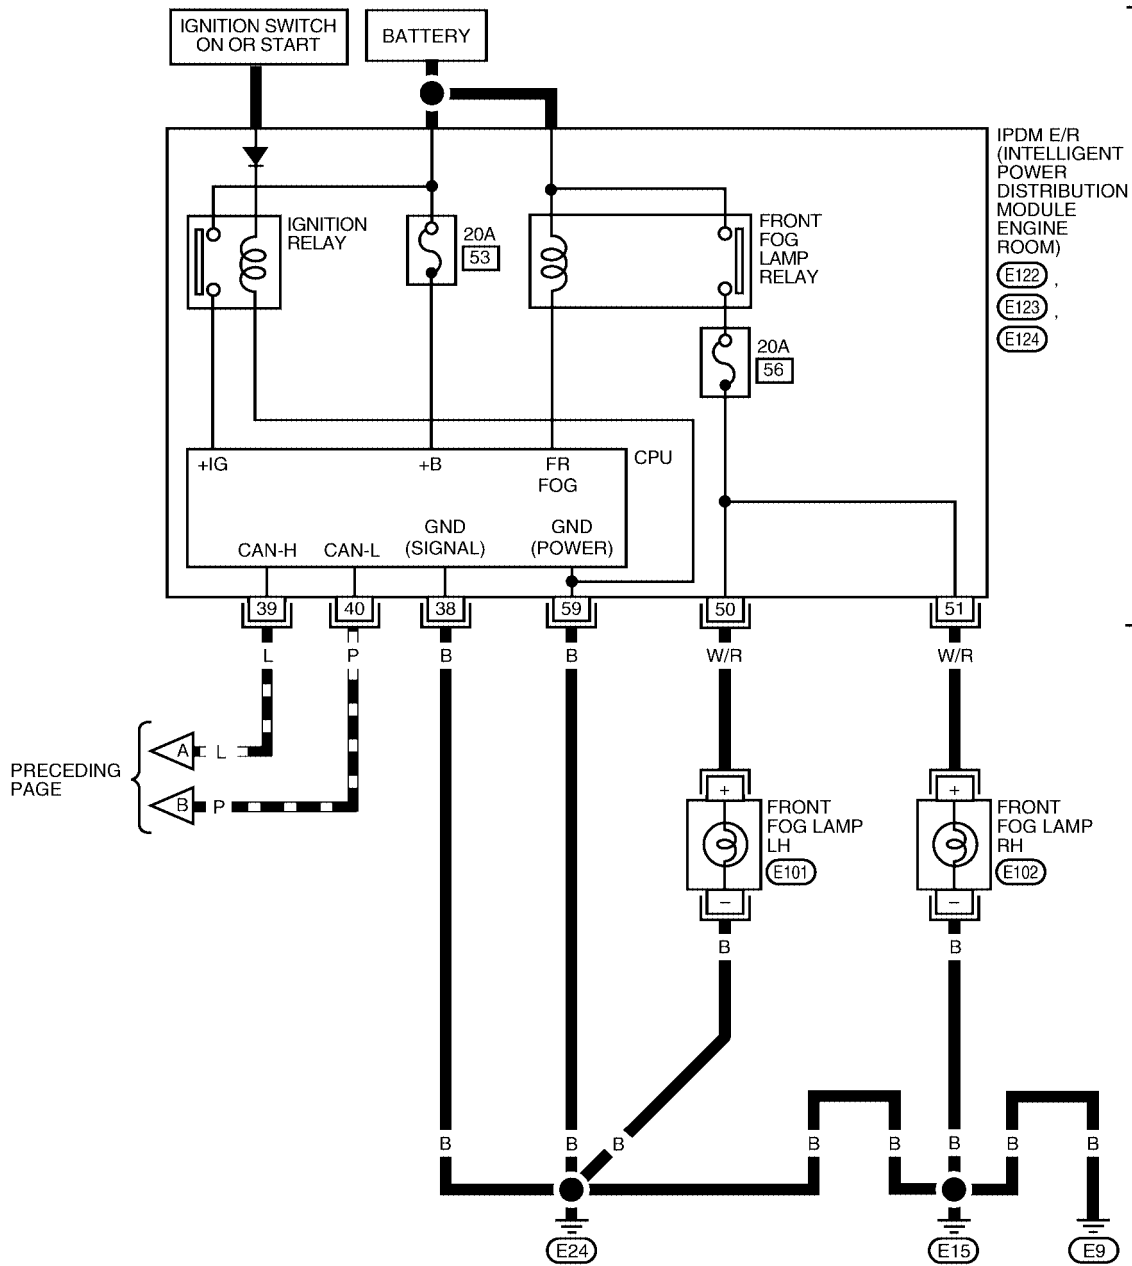 IGNITION SWITCH
ON OR START
BATTERY
IPDM E/R
(INTELLIGENT
POWER
DISTRIBUTION
MODULE
ENGINE
ROOM)
E122 ,
E123 ,
E124
IGNITION
RELAY
20A
53
FRONT
FOG
LAMP
RELAY
20A
56
CPU
+IG
+B
FR
FOG
CAN-H
CAN-L
GND
(SIGNAL)
GND
(POWER)
39
40
38
59
50
51
L
P
B
B
W/R
W/R
PRECEDING
PAGE
A
L
B
P
+
FRONT
FOG LAMP
LH
E101
–
+
FRONT
FOG LAMP
RH
E102
–
B
B
B
B
B
B
B
B
B
B
E24
E15
E9